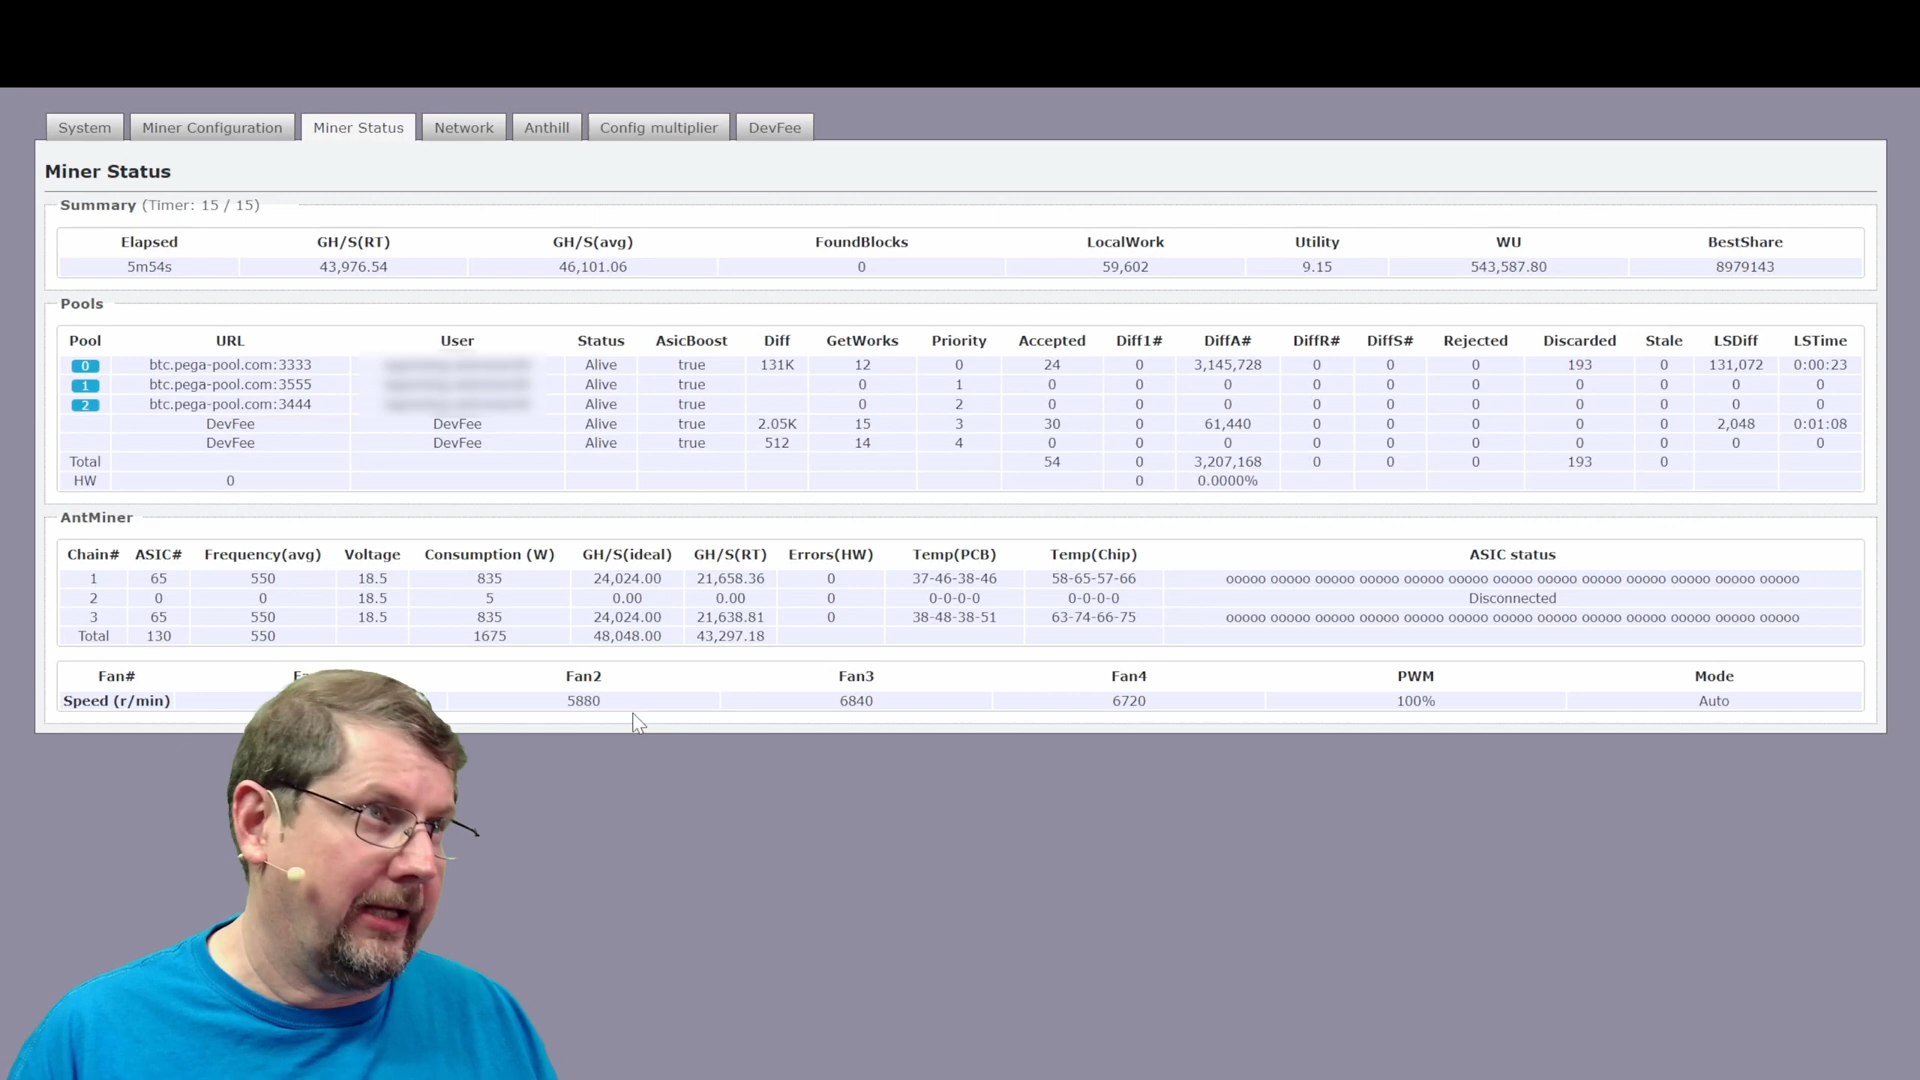 System Miner Configuration Miner Status Network Anthill Config multiplier DevFee
Miner Status
Summary (Timer: 15 / 15)
Elapsed GH/S(RT) GH/S(avg) FoundBlocks LocalWork Utility WU BestShare
5m54s 43,976.54 46,101.06 0 59,602 9.15 543,587.80 8979143
Pools
Pool URL User Status AsicBoost Diff GetWorks Priority Accepted Diff1# DiffA# DiffR# DiffS# Rejected Discarded Stale LSDiff LSTime
0 btc.pega-pool.com:3333 Alive true 131K 12 0 24 0 3,145,728 0 0 0 193 0 131,072 0:00:23
1 btc.pega-pool.com:3555 Alive true 0 1 0 0 0 0 0 0 0 0 0 0
2 btc.pega-pool.com:3444 Alive true 0 2 0 0 0 0 0 0 0 0 0 0
DevFee DevFee Alive true 2.05K 15 3 30 0 61,440 0 0 0 0 0 2,048 0:01:08
DevFee DevFee Alive true 512 14 4 0 0 0 0 0 0 0 0 0 0
Total 54 0 3,207,168 0 0 0 193 0
HW 0 0 0.0000%
AntMiner
Chain# ASIC# Frequency(avg) Voltage Consumption (W) GH/S(ideal) GH/S(RT) Errors(HW) Temp(PCB) Temp(Chip) ASIC status
1 65 550 18.5 835 24,024.00 21,658.36 0 37-46-38-46 58-65-57-66 ooooo ooooo ooooo ooooo ooooo ooooo ooooo ooooo ooooo ooooo ooooo ooooo ooooo
2 0 0 18.5 5 0.00 0.00 0 0-0-0-0 0-0-0-0 Disconnected
3 65 550 18.5 835 24,024.00 21,638.81 0 38-48-38-51 63-74-66-75 ooooo ooooo ooooo ooooo ooooo ooooo ooooo ooooo ooooo ooooo ooooo ooooo ooooo
Total 130 550 1675 48,048.00 43,297.18
Fan# Fan2 Fan3 Fan4 PWM Mode
Speed (r/min) 5880 6840 6720 100% Auto